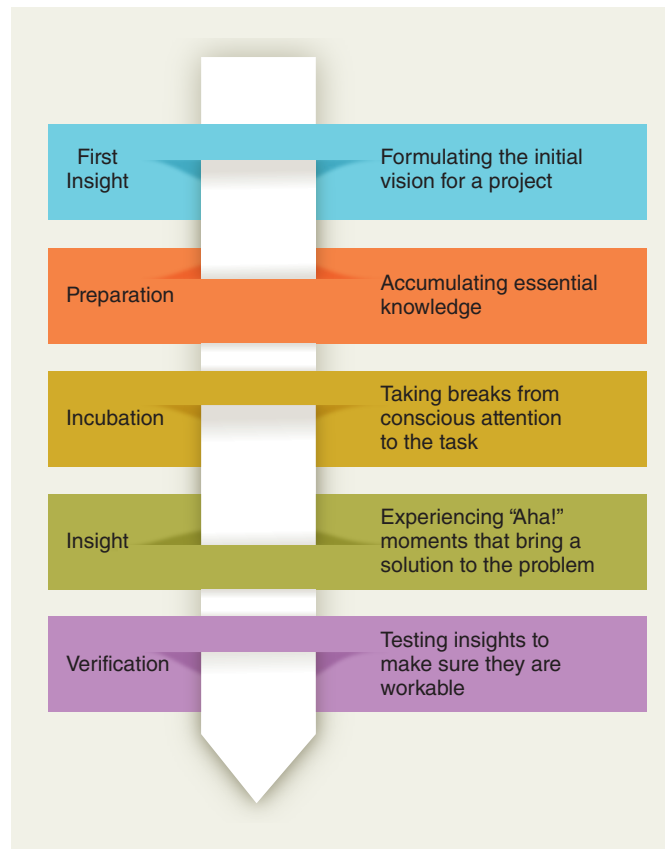 First
Insight
Formulating the initial
vision for a project
Preparation
Accumulating essential
knowledge
Incubation
Taking breaks from
conscious attention
to the task
Insight
Experiencing “Aha!”
moments that bring a
solution to the problem
Verification
Testing insights to
make sure they are
workable